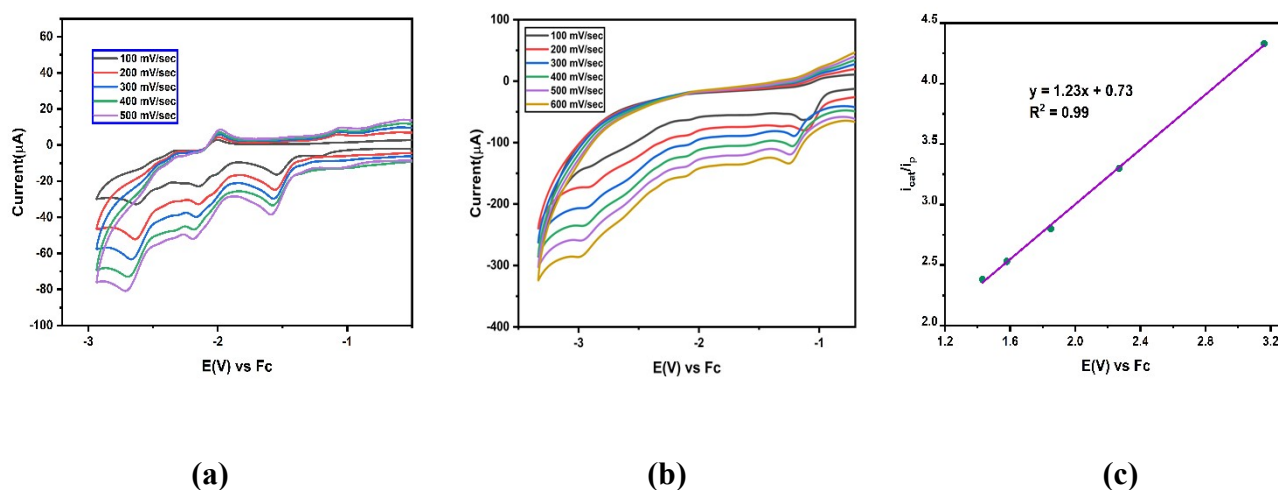 60
40
20
0
-20
-40
-60
-80
-100
Current(μA)
100 mV/sec
200 mV/sec
300 mV/sec
400 mV/sec
500 mV/sec
-3
-2
-1
E(V) vs Fc
(a)
100
0
-100
-200
-300
-400
Current(μA)
100 mV/sec
200 mV/sec
300 mV/sec
400 mV/sec
500 mV/sec
600 mV/sec
-3
-2
-1
E(V) vs Fc
(b)
4.5
4.0
3.5
3.0
2.5
2.0
i_cat/i_p
y = 1.23x + 0.73
R² = 0.99
1.2
1.6
2.0
2.4
2.8
3.2
E(V) vs Fc
(c)